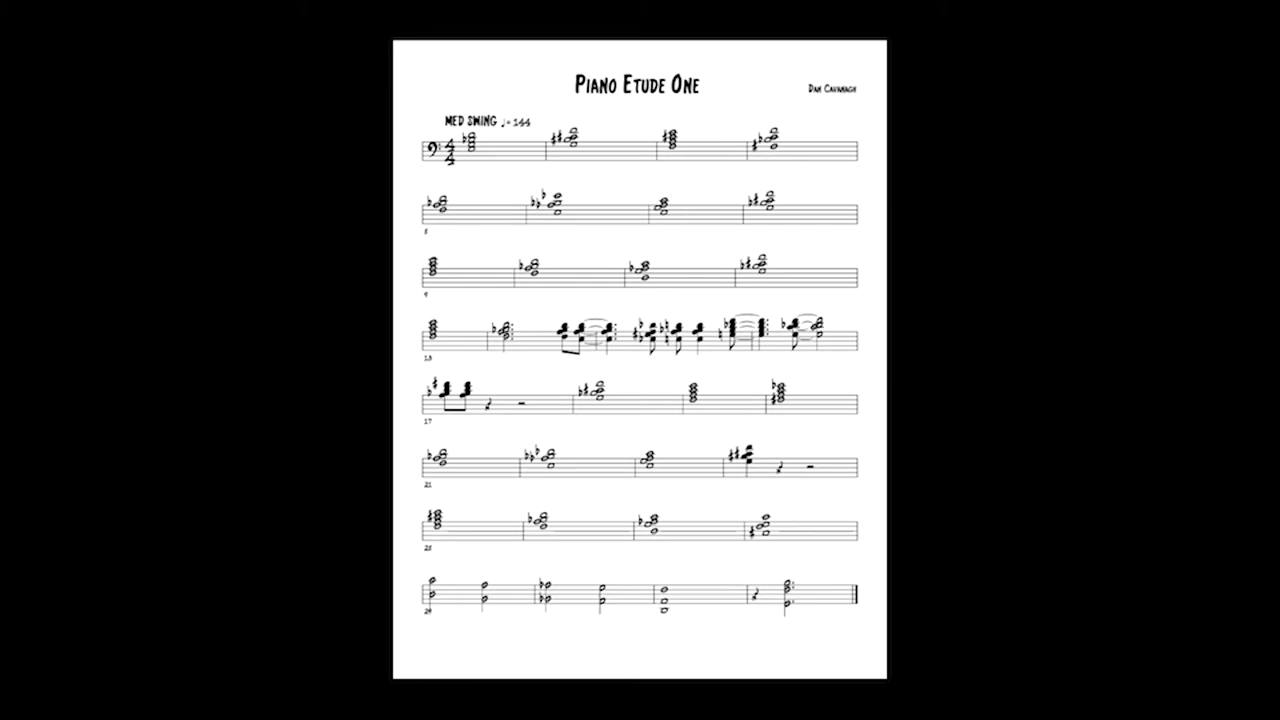 PIANO ETUDE ONE
DAN CAVANAGH
MED SWING ♩= 144
5
9
13
17
21
25
29